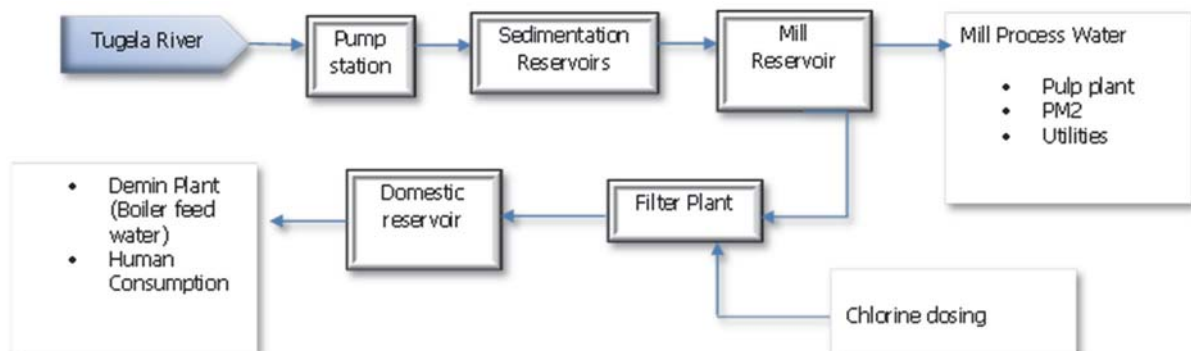 Tugela River
Pump
station
Sedimentation
Reservoirs
Mill
Reservoir
Mill Process Water
• Pulp plant
• PM2
• Utilities
• Demin Plant
(Boiler feed
water)
• Human
Consumption
Domestic
reservoir
Filter Plant
Chlorine dosing